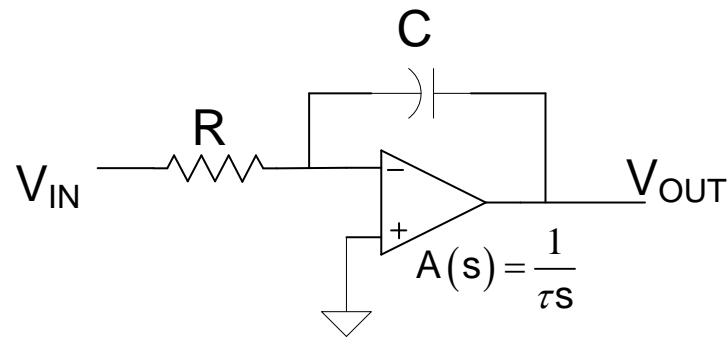 C
R
V_IN
−
+
V_OUT
A(s) = 1/τs